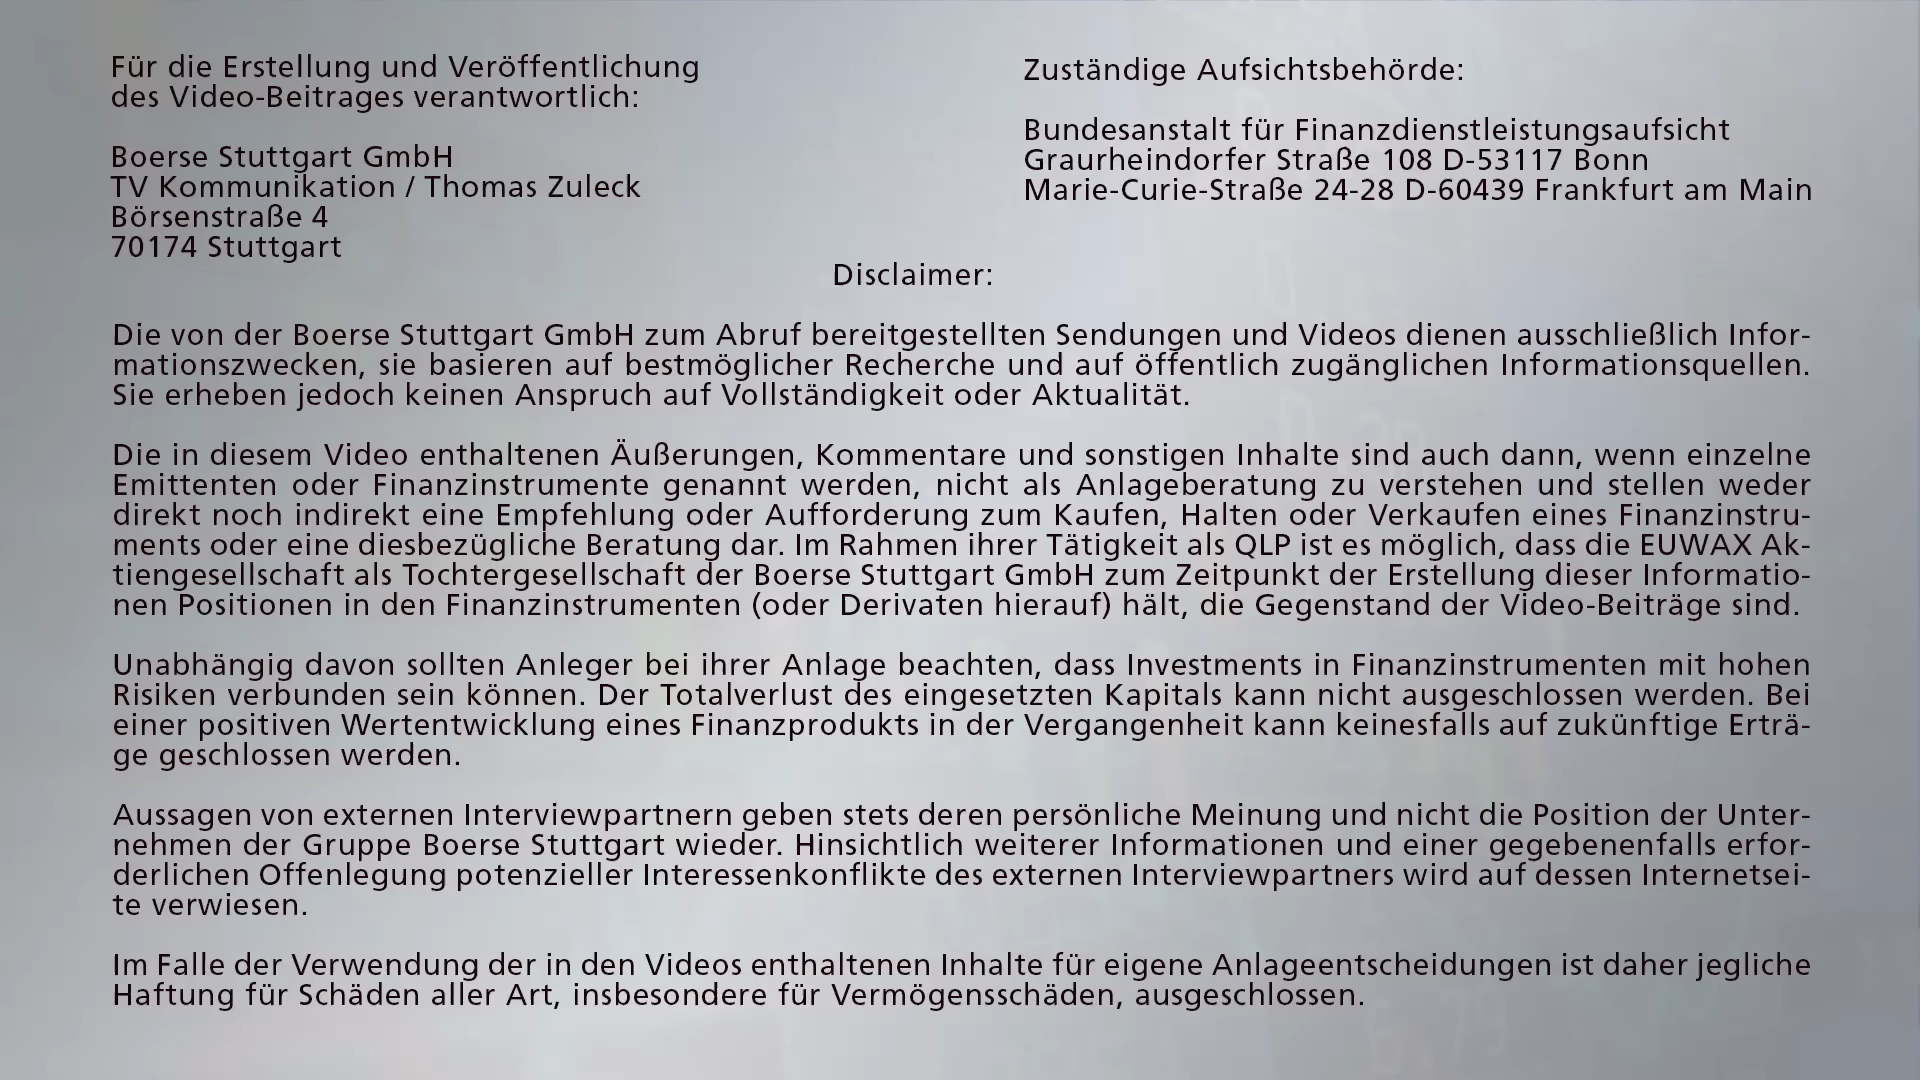 Für die Erstellung und Veröffentlichung
des Video-Beitrages verantwortlich:
Boerse Stuttgart GmbH
TV Kommunikation / Thomas Zuleck
Börsenstraße 4
70174 Stuttgart
Zuständige Aufsichtsbehörde:
Bundesanstalt für Finanzdienstleistungsaufsicht
Graurheindorfer Straße 108 D-53117 Bonn
Marie-Curie-Straße 24-28 D-60439 Frankfurt am Main
Disclaimer:
Die von der Boerse Stuttgart GmbH zum Abruf bereitgestellten Sendungen und Videos dienen ausschließlich Infor-
mationszwecken, sie basieren auf bestmöglicher Recherche und auf öffentlich zugänglichen Informationsquellen.
Sie erheben jedoch keinen Anspruch auf Vollständigkeit oder Aktualität.
Die in diesem Video enthaltenen Äußerungen, Kommentare und sonstigen Inhalte sind auch dann, wenn einzelne
Emittenten oder Finanzinstrumente genannt werden, nicht als Anlageberatung zu verstehen und stellen weder
direkt noch indirekt eine Empfehlung oder Aufforderung zum Kaufen, Halten oder Verkaufen eines Finanzinstru-
ments oder eine diesbezügliche Beratung dar. Im Rahmen ihrer Tätigkeit als QLP ist es möglich, dass die EUWAX Ak-
tiengesellschaft als Tochtergesellschaft der Boerse Stuttgart GmbH zum Zeitpunkt der Erstellung dieser Informatio-
nen Positionen in den Finanzinstrumenten (oder Derivaten hierauf) hält, die Gegenstand der Video-Beiträge sind.
Unabhängig davon sollten Anleger bei ihrer Anlage beachten, dass Investments in Finanzinstrumenten mit hohen
Risiken verbunden sein können. Der Totalverlust des eingesetzten Kapitals kann nicht ausgeschlossen werden. Bei
einer positiven Wertentwicklung eines Finanzprodukts in der Vergangenheit kann keinesfalls auf zukünftige Erträ-
ge geschlossen werden.
Aussagen von externen Interviewpartnern geben stets deren persönliche Meinung und nicht die Position der Unter-
nehmen der Gruppe Boerse Stuttgart wieder. Hinsichtlich weiterer Informationen und einer gegebenenfalls erfor-
derlichen Offenlegung potenzieller Interessenkonflikte des externen Interviewpartners wird auf dessen Internetsei-
te verwiesen.
Im Falle der Verwendung der in den Videos enthaltenen Inhalte für eigene Anlageentscheidungen ist daher jegliche
Haftung für Schäden aller Art, insbesondere für Vermögensschäden, ausgeschlossen.